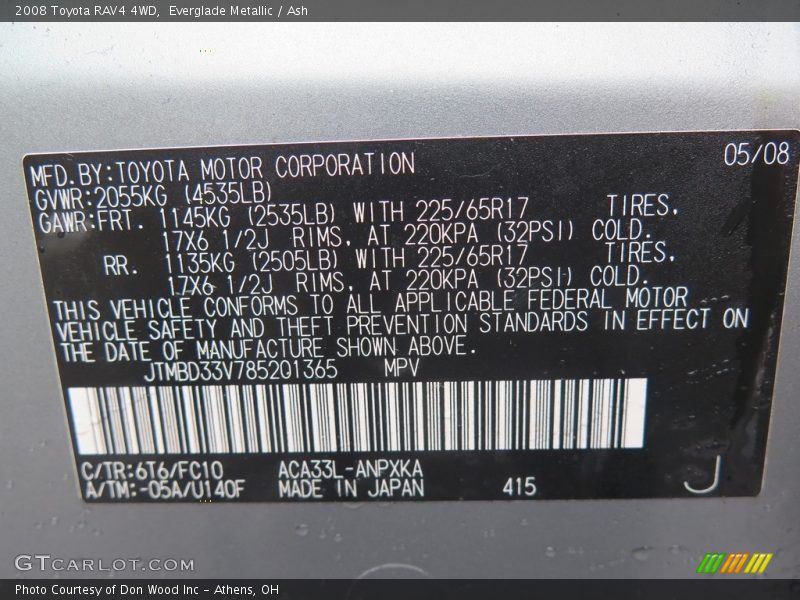 2008 Toyota RAV4 4WD, Everglade Metallic / Ash
MFD.BY:TOYOTA MOTOR CORPORATION 05/08
GVWR:2055KG (4535LB)
GAWR:FRT. 1145KG (2535LB) WITH 225/65R17 TIRES,
17X6 1/2J RIMS, AT 220KPA (32PSI) COLD.
RR. 1135KG (2505LB) WITH 225/65R17 TIRES,
17X6 1/2J RIMS, AT 220KPA (32PSI) COLD.
THIS VEHICLE CONFORMS TO ALL APPLICABLE FEDERAL MOTOR
VEHICLE SAFETY AND THEFT PREVENTION STANDARDS IN EFFECT ON
THE DATE OF MANUFACTURE SHOWN ABOVE.
JTMBD33V785201365 MPV
C/TR:6T6/FC10 ACA33L-ANPXKA
A/TM:-05A/U140F MADE IN JAPAN 415 J
GTCARLOT.COM
Photo Courtesy of Don Wood Inc - Athens, OH